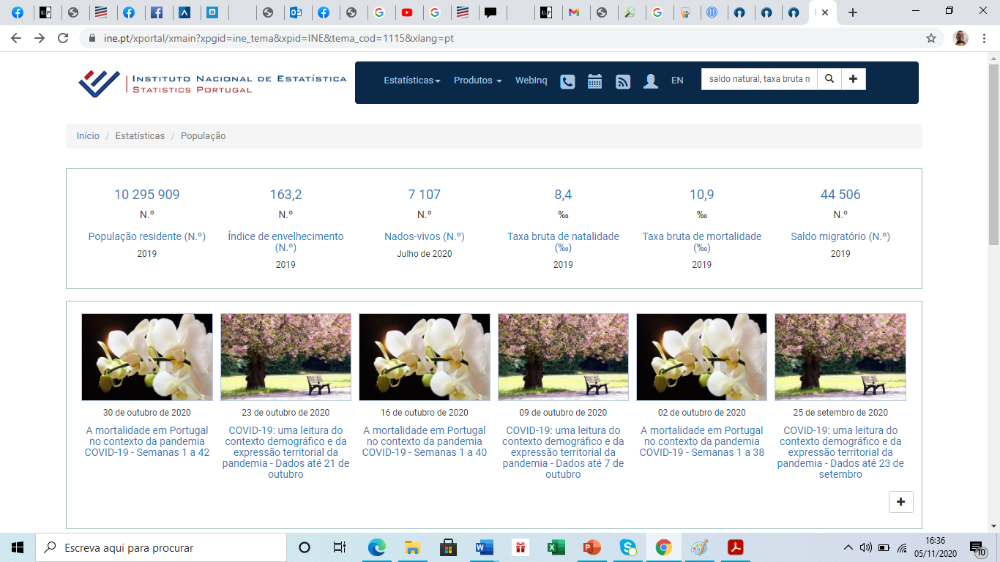 ine.pt/xportal/xmain?xpgid=ine_tema&xpid=INE&tema_cod=1115&xlang=pt
INSTITUTO NACIONAL DE ESTATÍSTICA
STATISTICS PORTUGAL
Estatísticas Produtos WebInq EN saldo natural, taxa bruta n
Início / Estatísticas / População
10 295 909
N.º
População residente (N.º)
2019
163,2
N.º
Índice de envelhecimento
(N.º)
2019
7 107
N.º
Nados-vivos (N.º)
Julho de 2020
8,4
‰
Taxa bruta de natalidade
(‰)
2019
10,9
‰
Taxa bruta de mortalidade
(‰)
2019
44 506
N.º
Saldo migratório (N.º)
2019
30 de outubro de 2020
A mortalidade em Portugal
no contexto da pandemia
COVID-19 - Semanas 1 a 42
23 de outubro de 2020
COVID-19: uma leitura do
contexto demográfico e da
expressão territorial da
pandemia - Dados até 21 de
outubro
16 de outubro de 2020
A mortalidade em Portugal
no contexto da pandemia
COVID-19 - Semanas 1 a 40
09 de outubro de 2020
COVID-19: uma leitura do
contexto demográfico e da
expressão territorial da
pandemia - Dados até 7 de
outubro
02 de outubro de 2020
A mortalidade em Portugal
no contexto da pandemia
COVID-19 - Semanas 1 a 38
25 de setembro de 2020
COVID-19: uma leitura do
contexto demográfico e da
expressão territorial da
pandemia - Dados até 23 de
setembro
Escreva aqui para procurar
16:36
05/11/2020
10